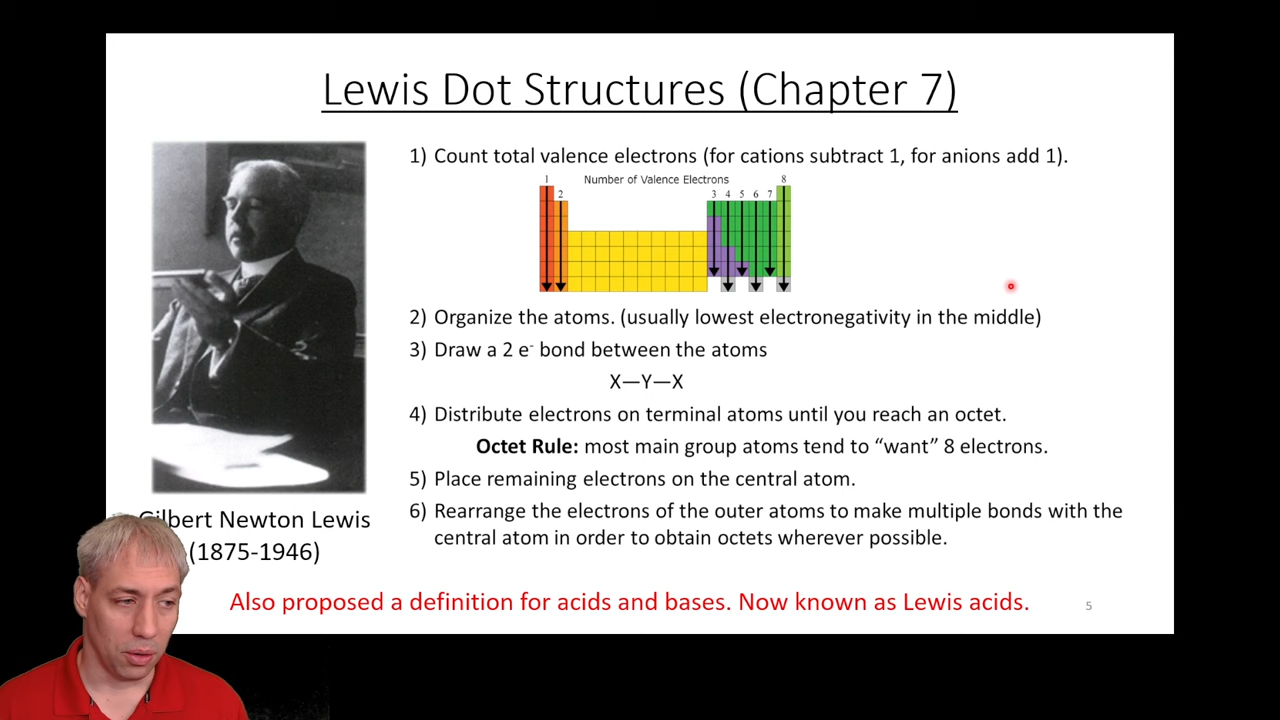 Lewis Dot Structures (Chapter 7)
1) Count total valence electrons (for cations subtract 1, for anions add 1).
Number of Valence Electrons
1 2 3 4 5 6 7 8
2) Organize the atoms. (usually lowest electronegativity in the middle)
3) Draw a 2 e⁻ bond between the atoms
X—Y—X
4) Distribute electrons on terminal atoms until you reach an octet.
Octet Rule: most main group atoms tend to “want” 8 electrons.
5) Place remaining electrons on the central atom.
6) Rearrange the electrons of the outer atoms to make multiple bonds with the
central atom in order to obtain octets wherever possible.
Gilbert Newton Lewis
(1875-1946)
Also proposed a definition for acids and bases. Now known as Lewis acids.
5